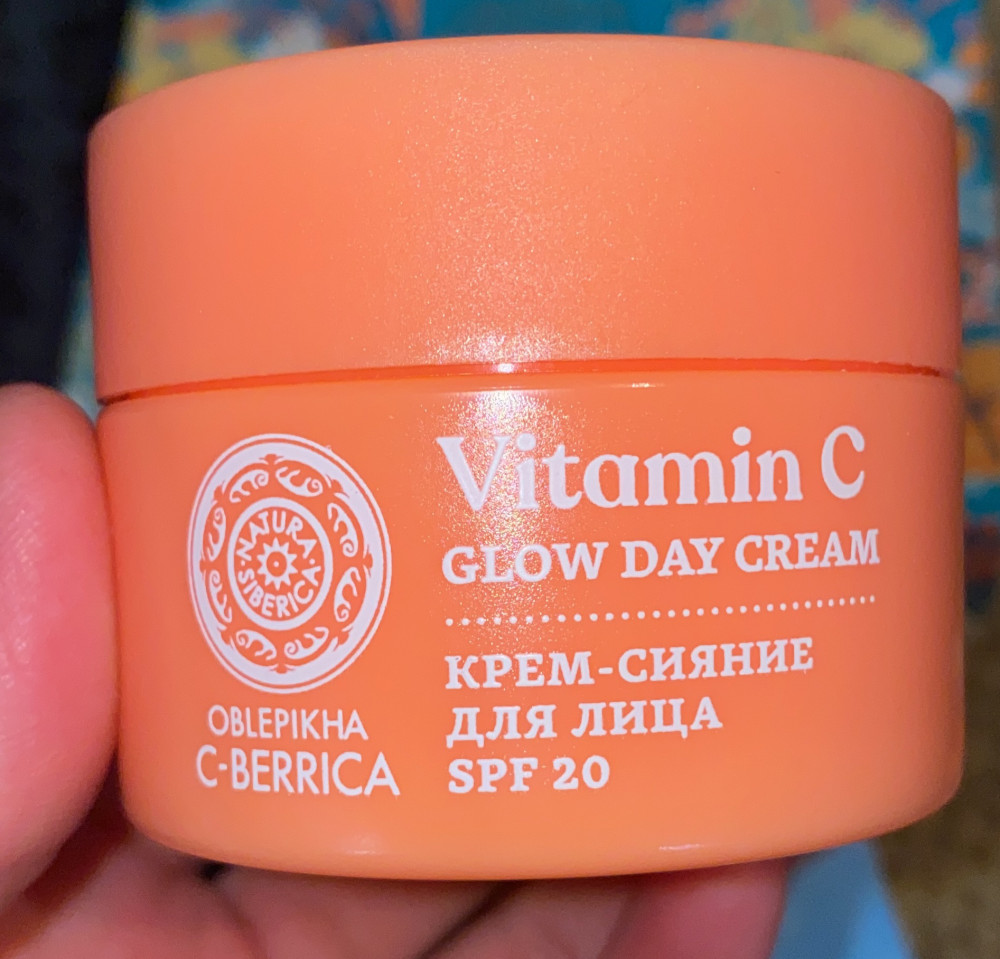 NATURA
SIBERICA
OBLEPIKHA
C-BERRICA
Vitamin C
GLOW DAY CREAM
КРЕМ-СИЯНИЕ
ДЛЯ ЛИЦА
SPF 20